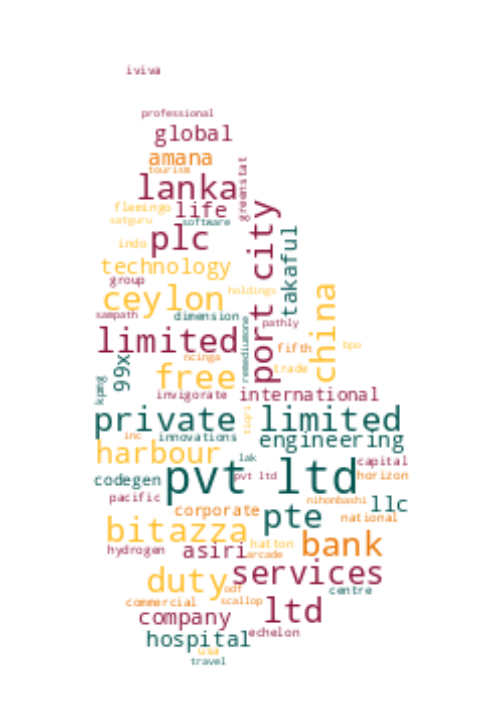 iviva
professional
global
amana
tourism
lanka
greenstat
flamingo
life
port city
satguru
software
plc
takaful
indo
technology
group
ceylon
holdings
china
sampath
dimension
pathly
limited
remediumone
fifth
bpo
ncinga
99x
free
trade
kpmg
invigorate
international
tigri
private limited
inc
innovations
engineering
harbour
lak
capital
codegen
pvt ltd
pvt ltd
horizon
pacific
nihonbashi
llc
corporate
pte
national
bitazza
hatton
bank
hydrogen
asiri
arcade
services
duty
odf
centre
commercial
scallop
ltd
company
echelon
hospital
usa
travel